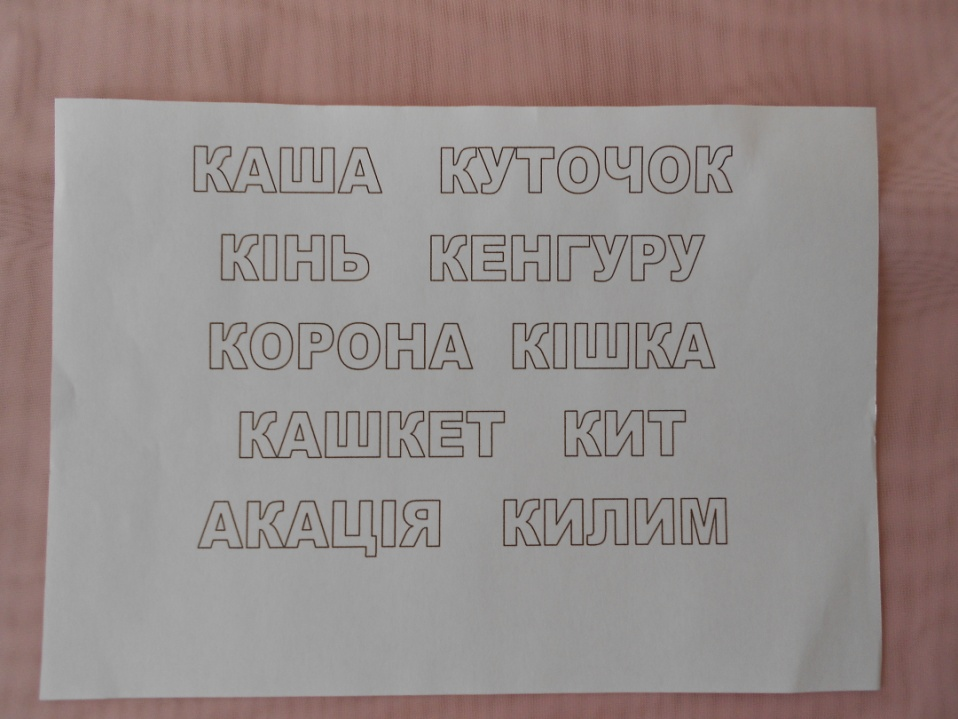 КАША КУТОЧОК
КІНЬ КЕНГУРУ
КОРОНА КІШКА
КАШКЕТ КИТ
АКАЦІЯ КИЛИМ